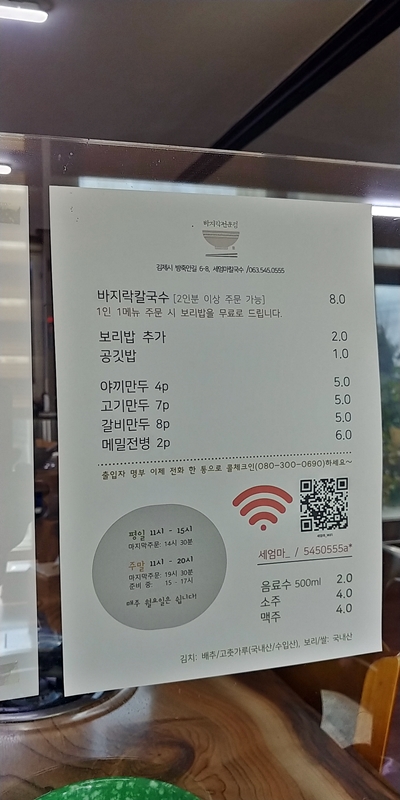 바지락전문점
김제시 방축안길 6-8, 세엄마칼국수 /063.545.0555
바지락칼국수 [2인분 이상 주문 가능] 8.0
1인 1메뉴 주문 시 보리밥을 무료로 드립니다.
보리밥 추가 2.0
공깃밥 1.0
야끼만두 4p 5.0
고기만두 7p 5.0
갈비만두 8p 5.0
메밀전병 2p 6.0
출입자 명부 이제 전화 한 통으로 콜체크인(080-300-0690)하세요~
평일 11시 - 15시
마지막주문: 14시 30분
주말 11시 - 20시
마지막주문: 19시 30분
준비 중: 15 - 17시
매주 월요일은 쉽니다!
세엄마_ / 5450555a*
음료수 500ml 2.0
소주 4.0
맥주 4.0
김치: 배추/고춧가루(국내산/수입산), 보리/쌀: 국내산